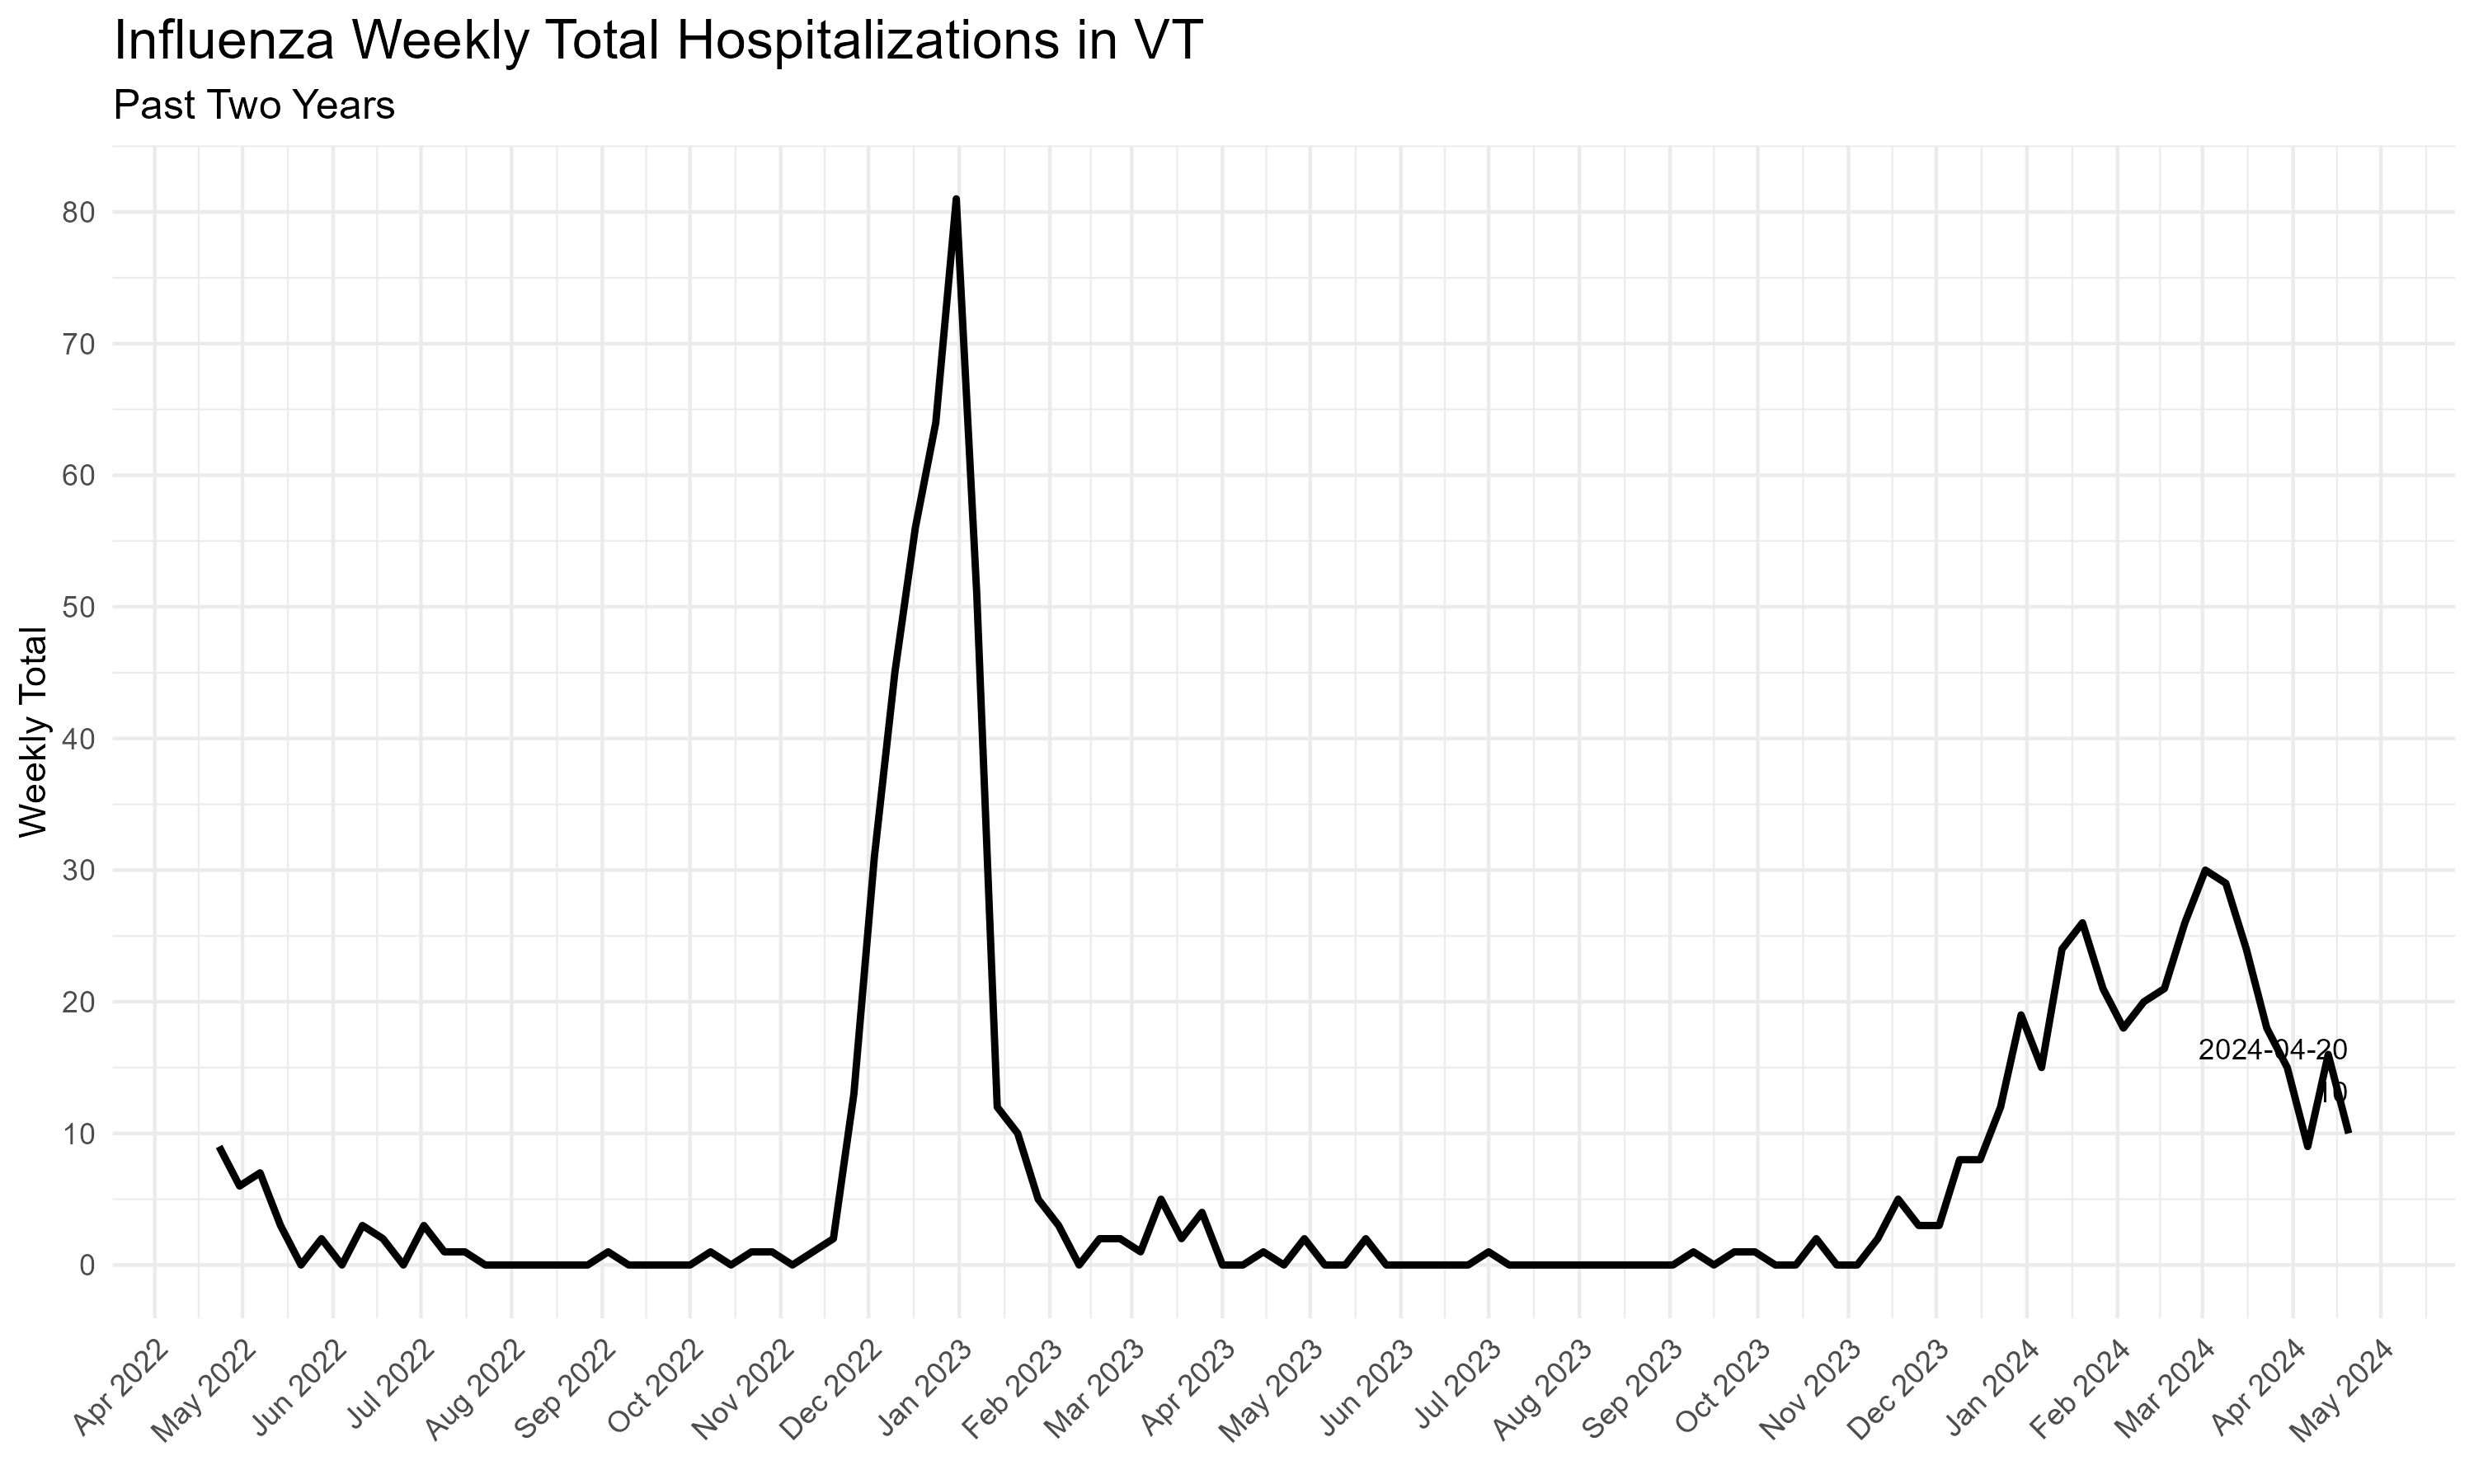 Influenza Weekly Total Hospitalizations in VT
Past Two Years
Weekly Total
80
70
60
50
40
30
20
10
0
2024-04-20
10
Apr 2022
May 2022
Jun 2022
Jul 2022
Aug 2022
Sep 2022
Oct 2022
Nov 2022
Dec 2022
Jan 2023
Feb 2023
Mar 2023
Apr 2023
May 2023
Jun 2023
Jul 2023
Aug 2023
Sep 2023
Oct 2023
Nov 2023
Dec 2023
Jan 2024
Feb 2024
Mar 2024
Apr 2024
May 2024